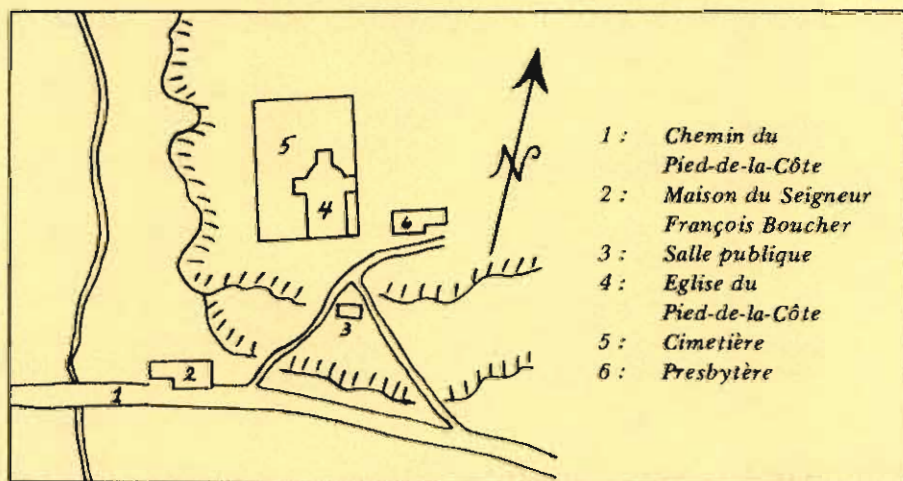 5
4
6
3
2
1
N
1 : Chemin du
Pied-de-la-Côte
2 : Maison du Seigneur
François Boucher
3 : Salle publique
4 : Eglise du
Pied-de-la-Côte
5 : Cimetière
6 : Presbytère